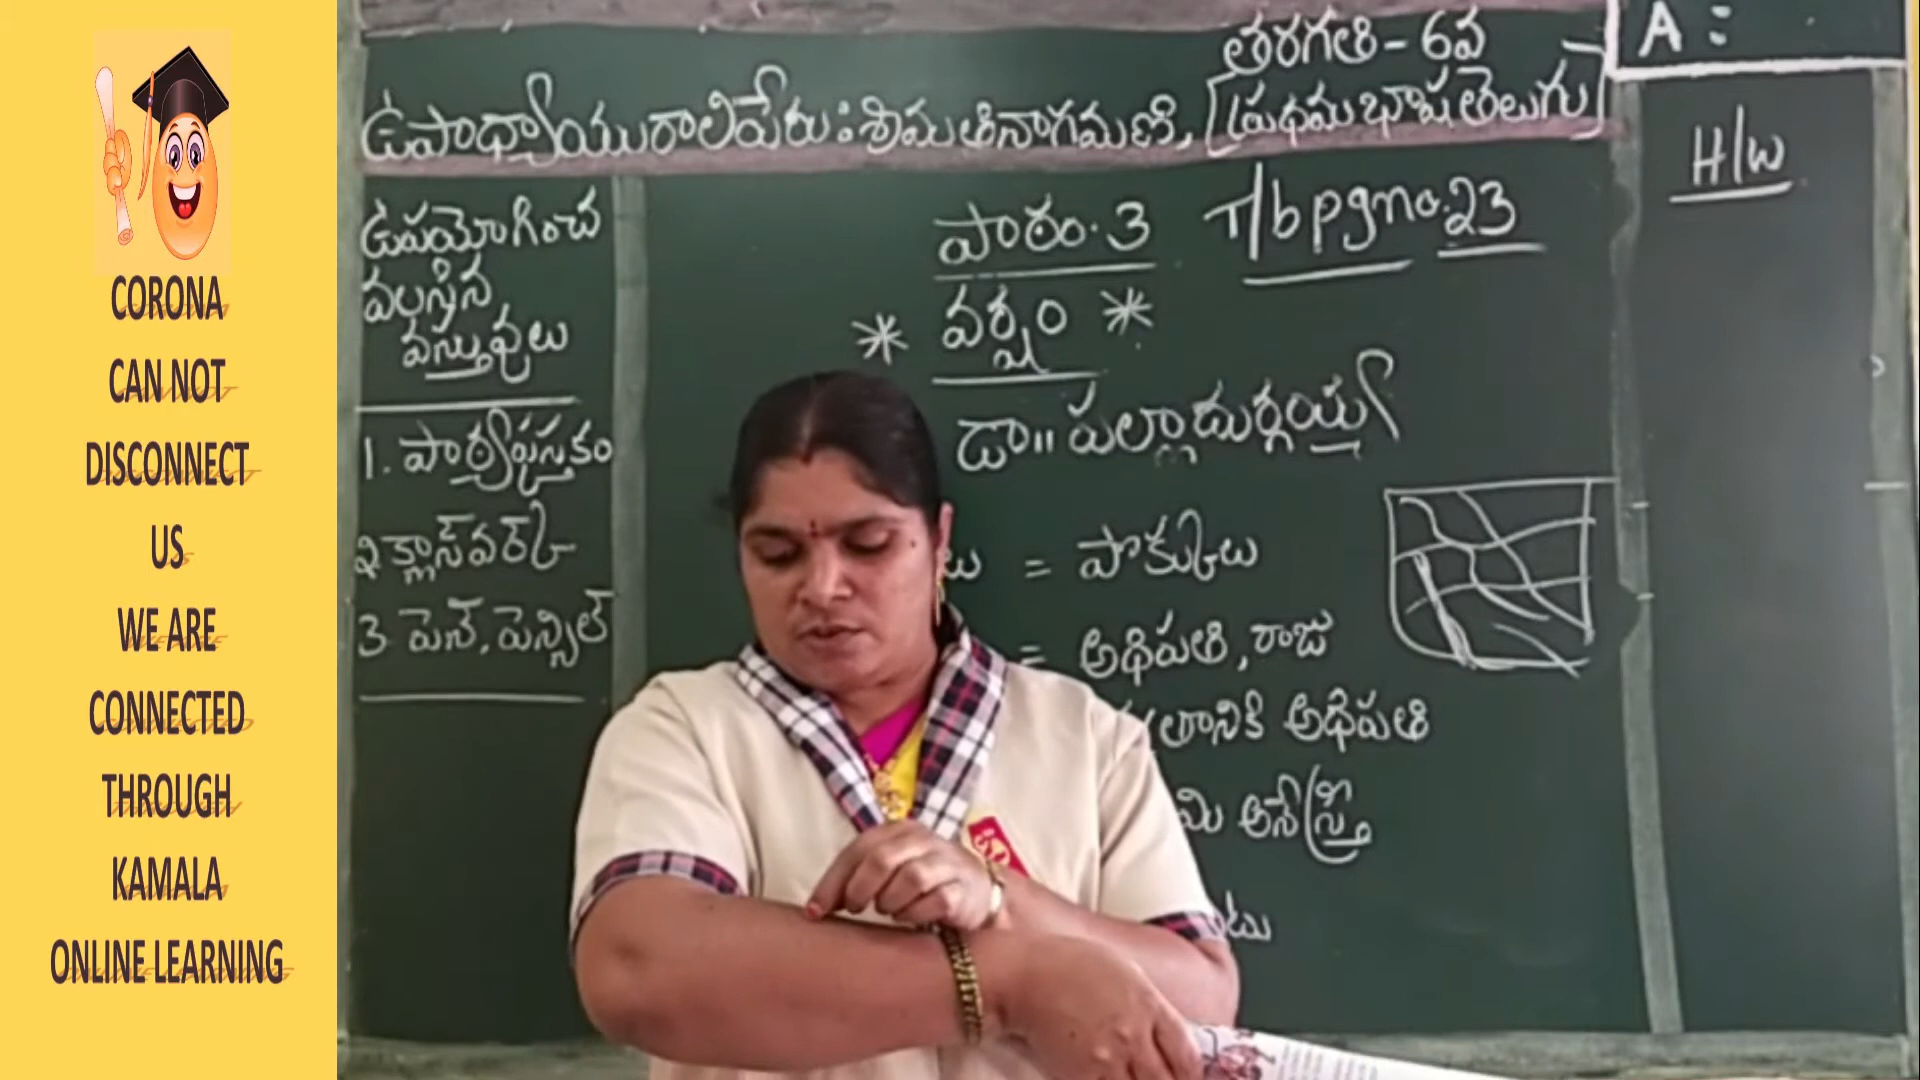 CORONA
CAN NOT
DISCONNECT
US
WE ARE
CONNECTED
THROUGH
KAMALA
ONLINE LEARNING
తరగతి - 6వ
ఉపాధ్యాయురాలి పేరు : శ్రీమతి నాగమణి, [ప్రథమ భాష తెలుగు]
A :
H/w
ఉపయోగించ
వలసిన
వస్తువులు
1. పాఠ్యపుస్తకం
2 క్లాస్ వర్క్
3 పెన్, పెన్సిల్
పాఠం. 3
T/b pg no. 23
* వర్షం *
డా॥ పల్లా దుర్గయ్య
= పొక్కులు
= అధిపతి, రాజు
అధిపతి
అనే స్త్రీ